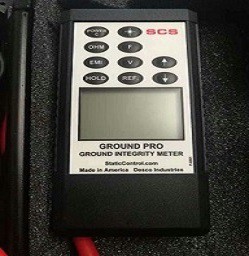 POWER
SCS
OHM F
EMI V
HOLD REF.
GROUND PRO
GROUND INTEGRITY METER
StaticControl.com
Made in America Desco Industries